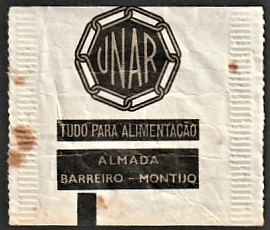 UNAR
TUDO PARA ALIMENTAÇÃO
ALMADA
BARREIRO - MONTIJO